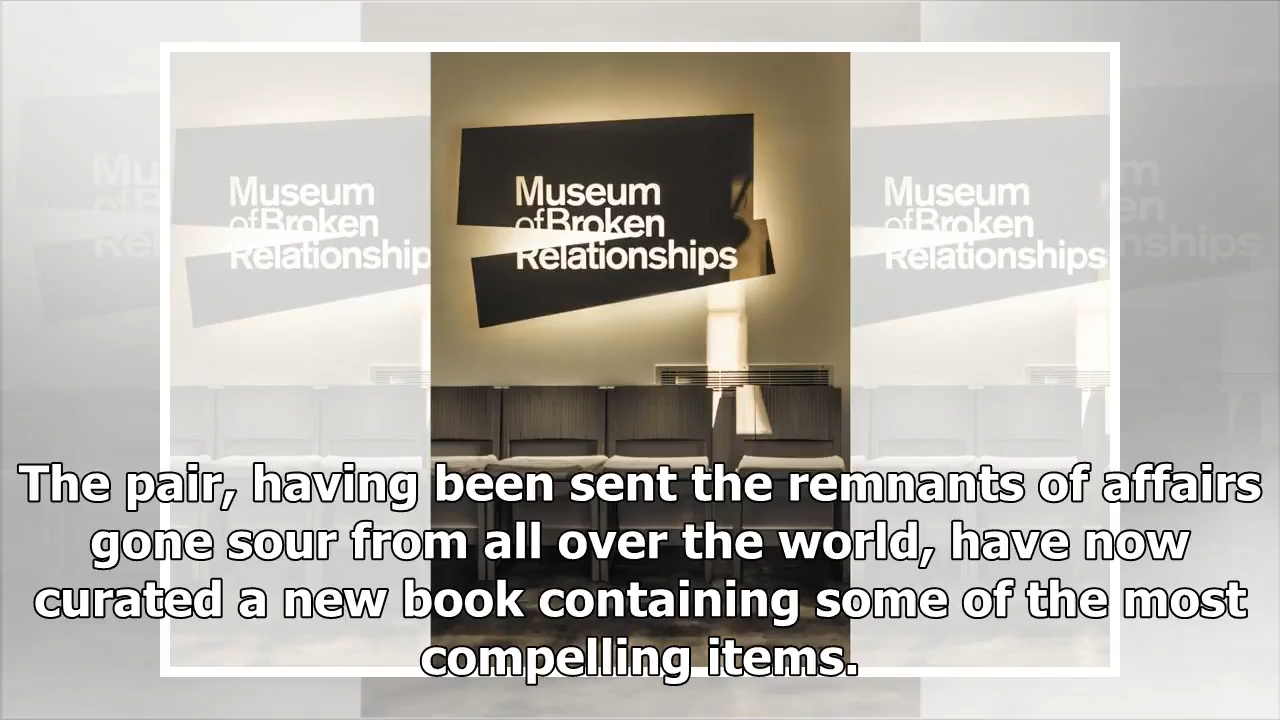 Museum
of Broken
Relationships
Museum
of Broken
Relationships
Museum
of Broken
Relationships
The pair, having been sent the remnants of affairs
gone sour from all over the world, have now
curated a new book containing some of the most
compelling items.